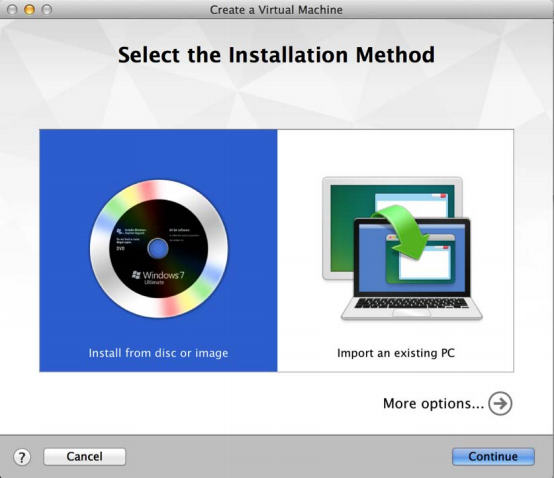 Create a Virtual Machine
Select the Installation Method
DVD
Windows 7
Ultimate
Install from disc or image
Import an existing PC
More options...
?
Cancel
Continue